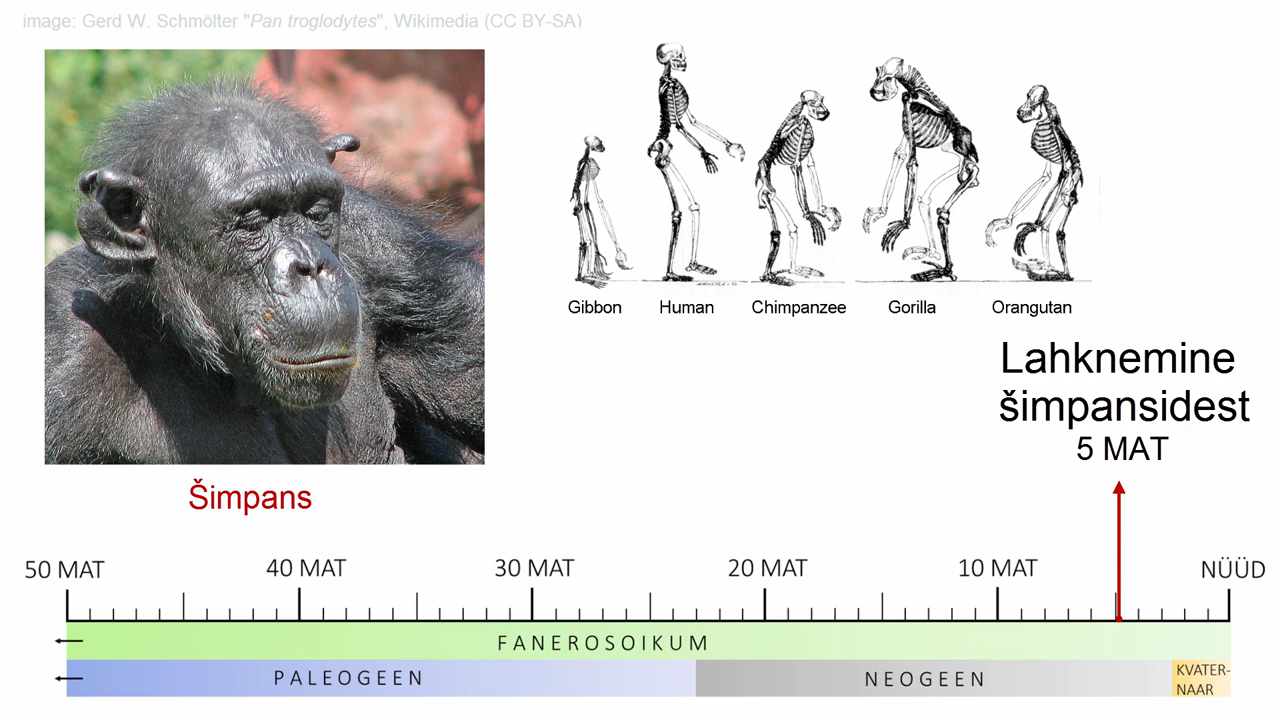 image: Gerd W. Schmölter "Pan troglodytes", Wikimedia (CC BY-SA)
Gibbon Human Chimpanzee Gorilla Orangutan
Lahknemine
šimpansidest
5 MAT
Šimpans
50 MAT 40 MAT 30 MAT 20 MAT 10 MAT NÜÜD
FANEROSOIKUM
PALEOGEEN NEOGEEN KVATER-
NAAR